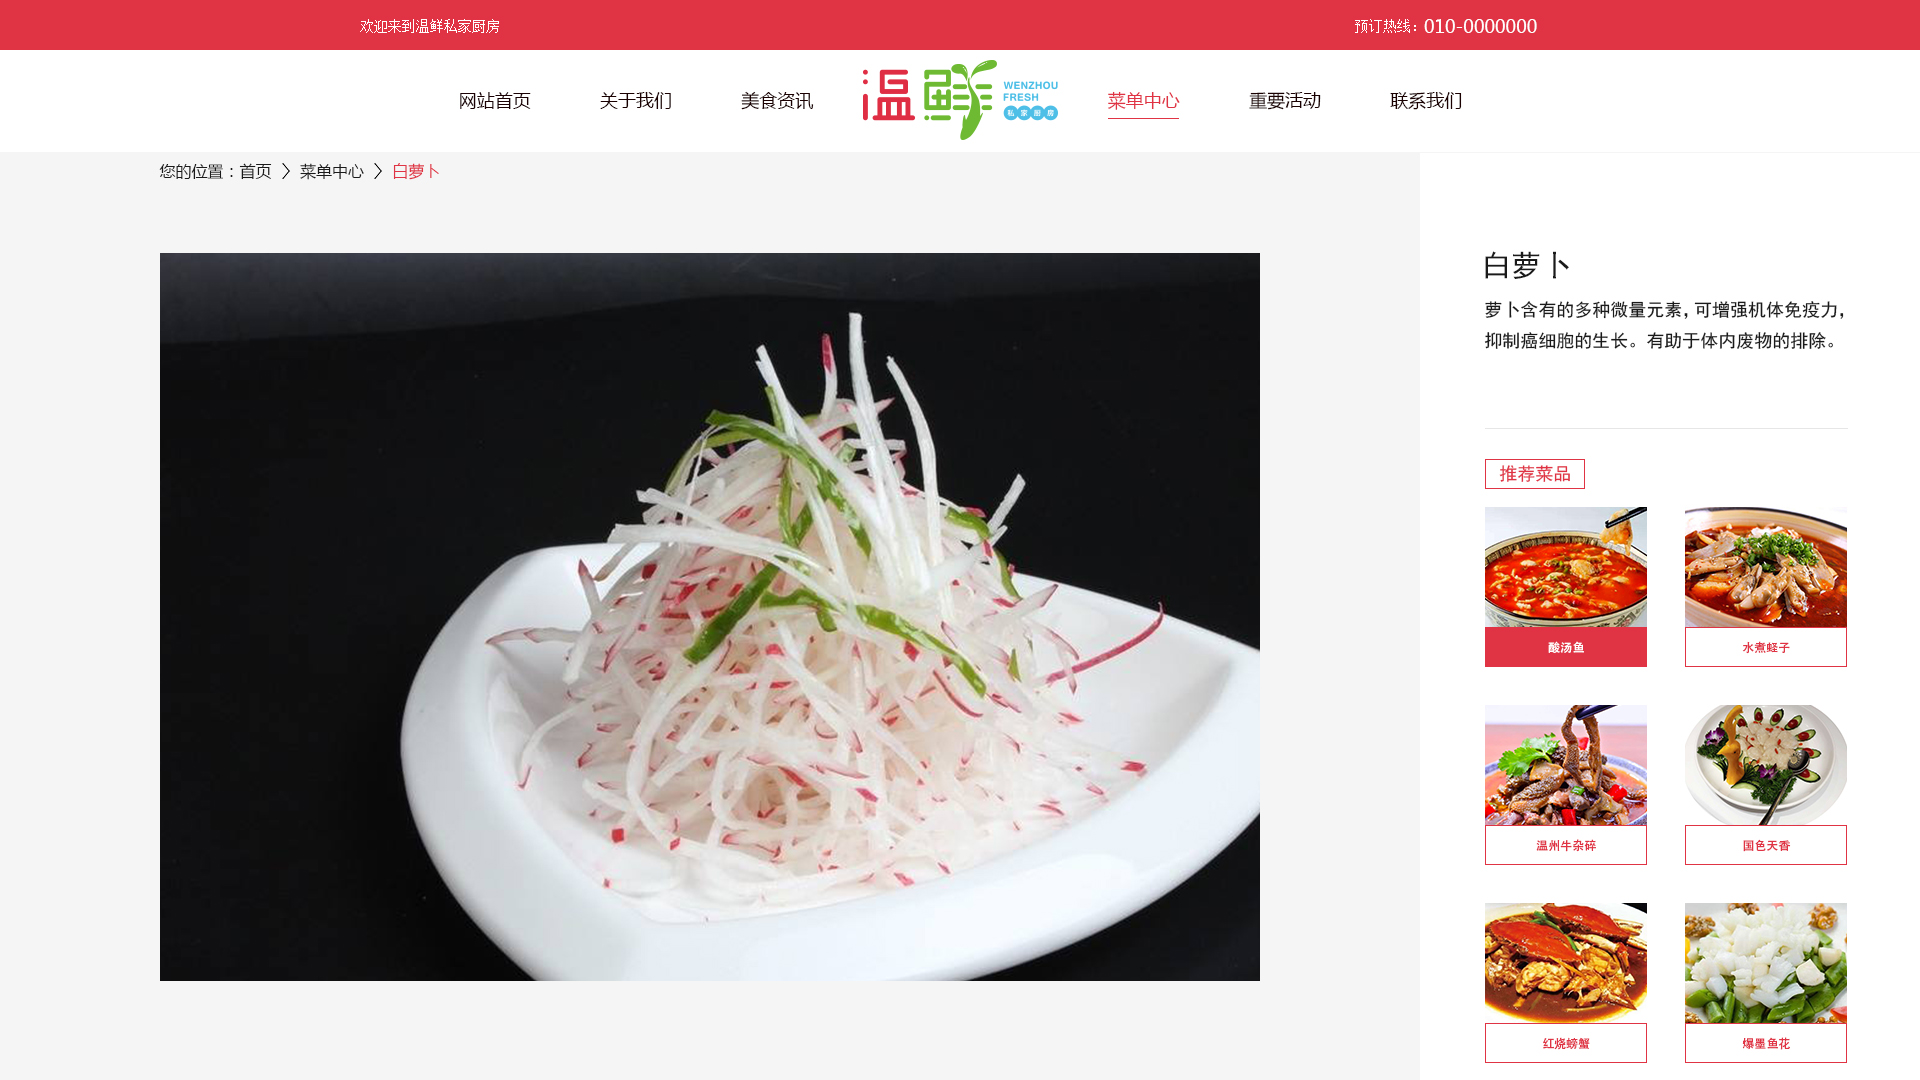 欢迎来到温鲜私家厨房
预订热线：010-0000000
网站首页
关于我们
美食资讯
温鲜
WENZHOU
FRESH
私家厨房
菜单中心
重要活动
联系我们
您的位置：首页 > 菜单中心 > 白萝卜
白萝卜
萝卜含有的多种微量元素，可增强机体免疫力，
抑制癌细胞的生长。有助于体内废物的排除。
推荐菜品
酸汤鱼
水煮蛏子
温州牛杂碎
国色天香
红烧螃蟹
爆墨鱼花